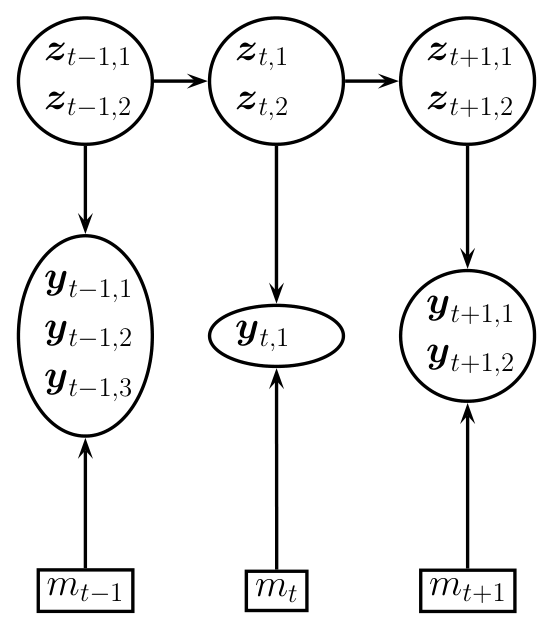 z_{t−1,1} z_{t,1} z_{t+1,1}
z_{t−1,2} z_{t,2} z_{t+1,2}
y_{t−1,1}
y_{t−1,2}
y_{t−1,3}
y_{t,1}
y_{t+1,1}
y_{t+1,2}
m_{t−1} m_t m_{t+1}